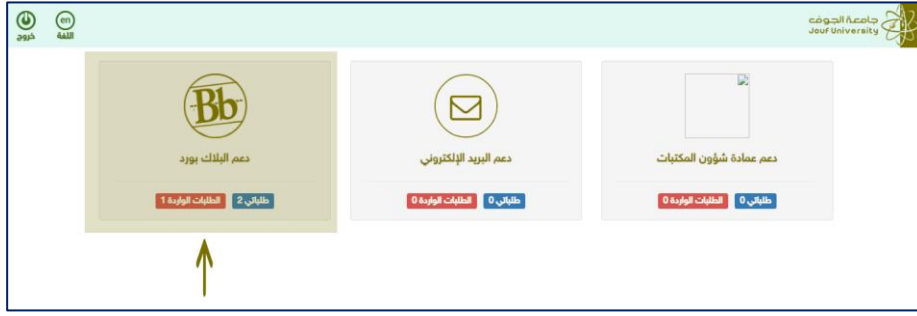 جامعة الجوف
Jouf University
en
اللغة
خروج
دعم عمادة شؤون المكتبات
طلباتي 0 الطلبات الواردة 0
دعم البريد الإلكتروني
طلباتي 0 الطلبات الواردة 0
Bb
دعم البلاك بورد
طلباتي 2 الطلبات الواردة 1